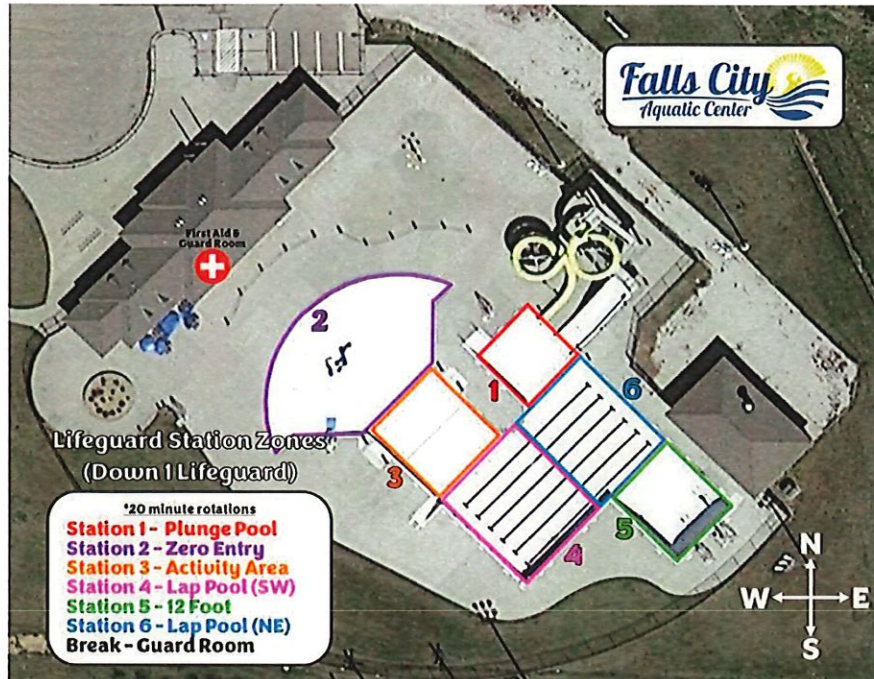 Falls City
Aquatic Center
First Aid &
Guard Room
2
1
6
3
4
5
Lifeguard Station Zones
(Down 1 Lifeguard)
*20 minute rotations
Station 1 - Plunge Pool
Station 2 - Zero Entry
Station 3 - Activity Area
Station 4 - Lap Pool (SW)
Station 5 - 12 Foot
Station 6 - Lap Pool (NE)
Break - Guard Room
N
W E
S